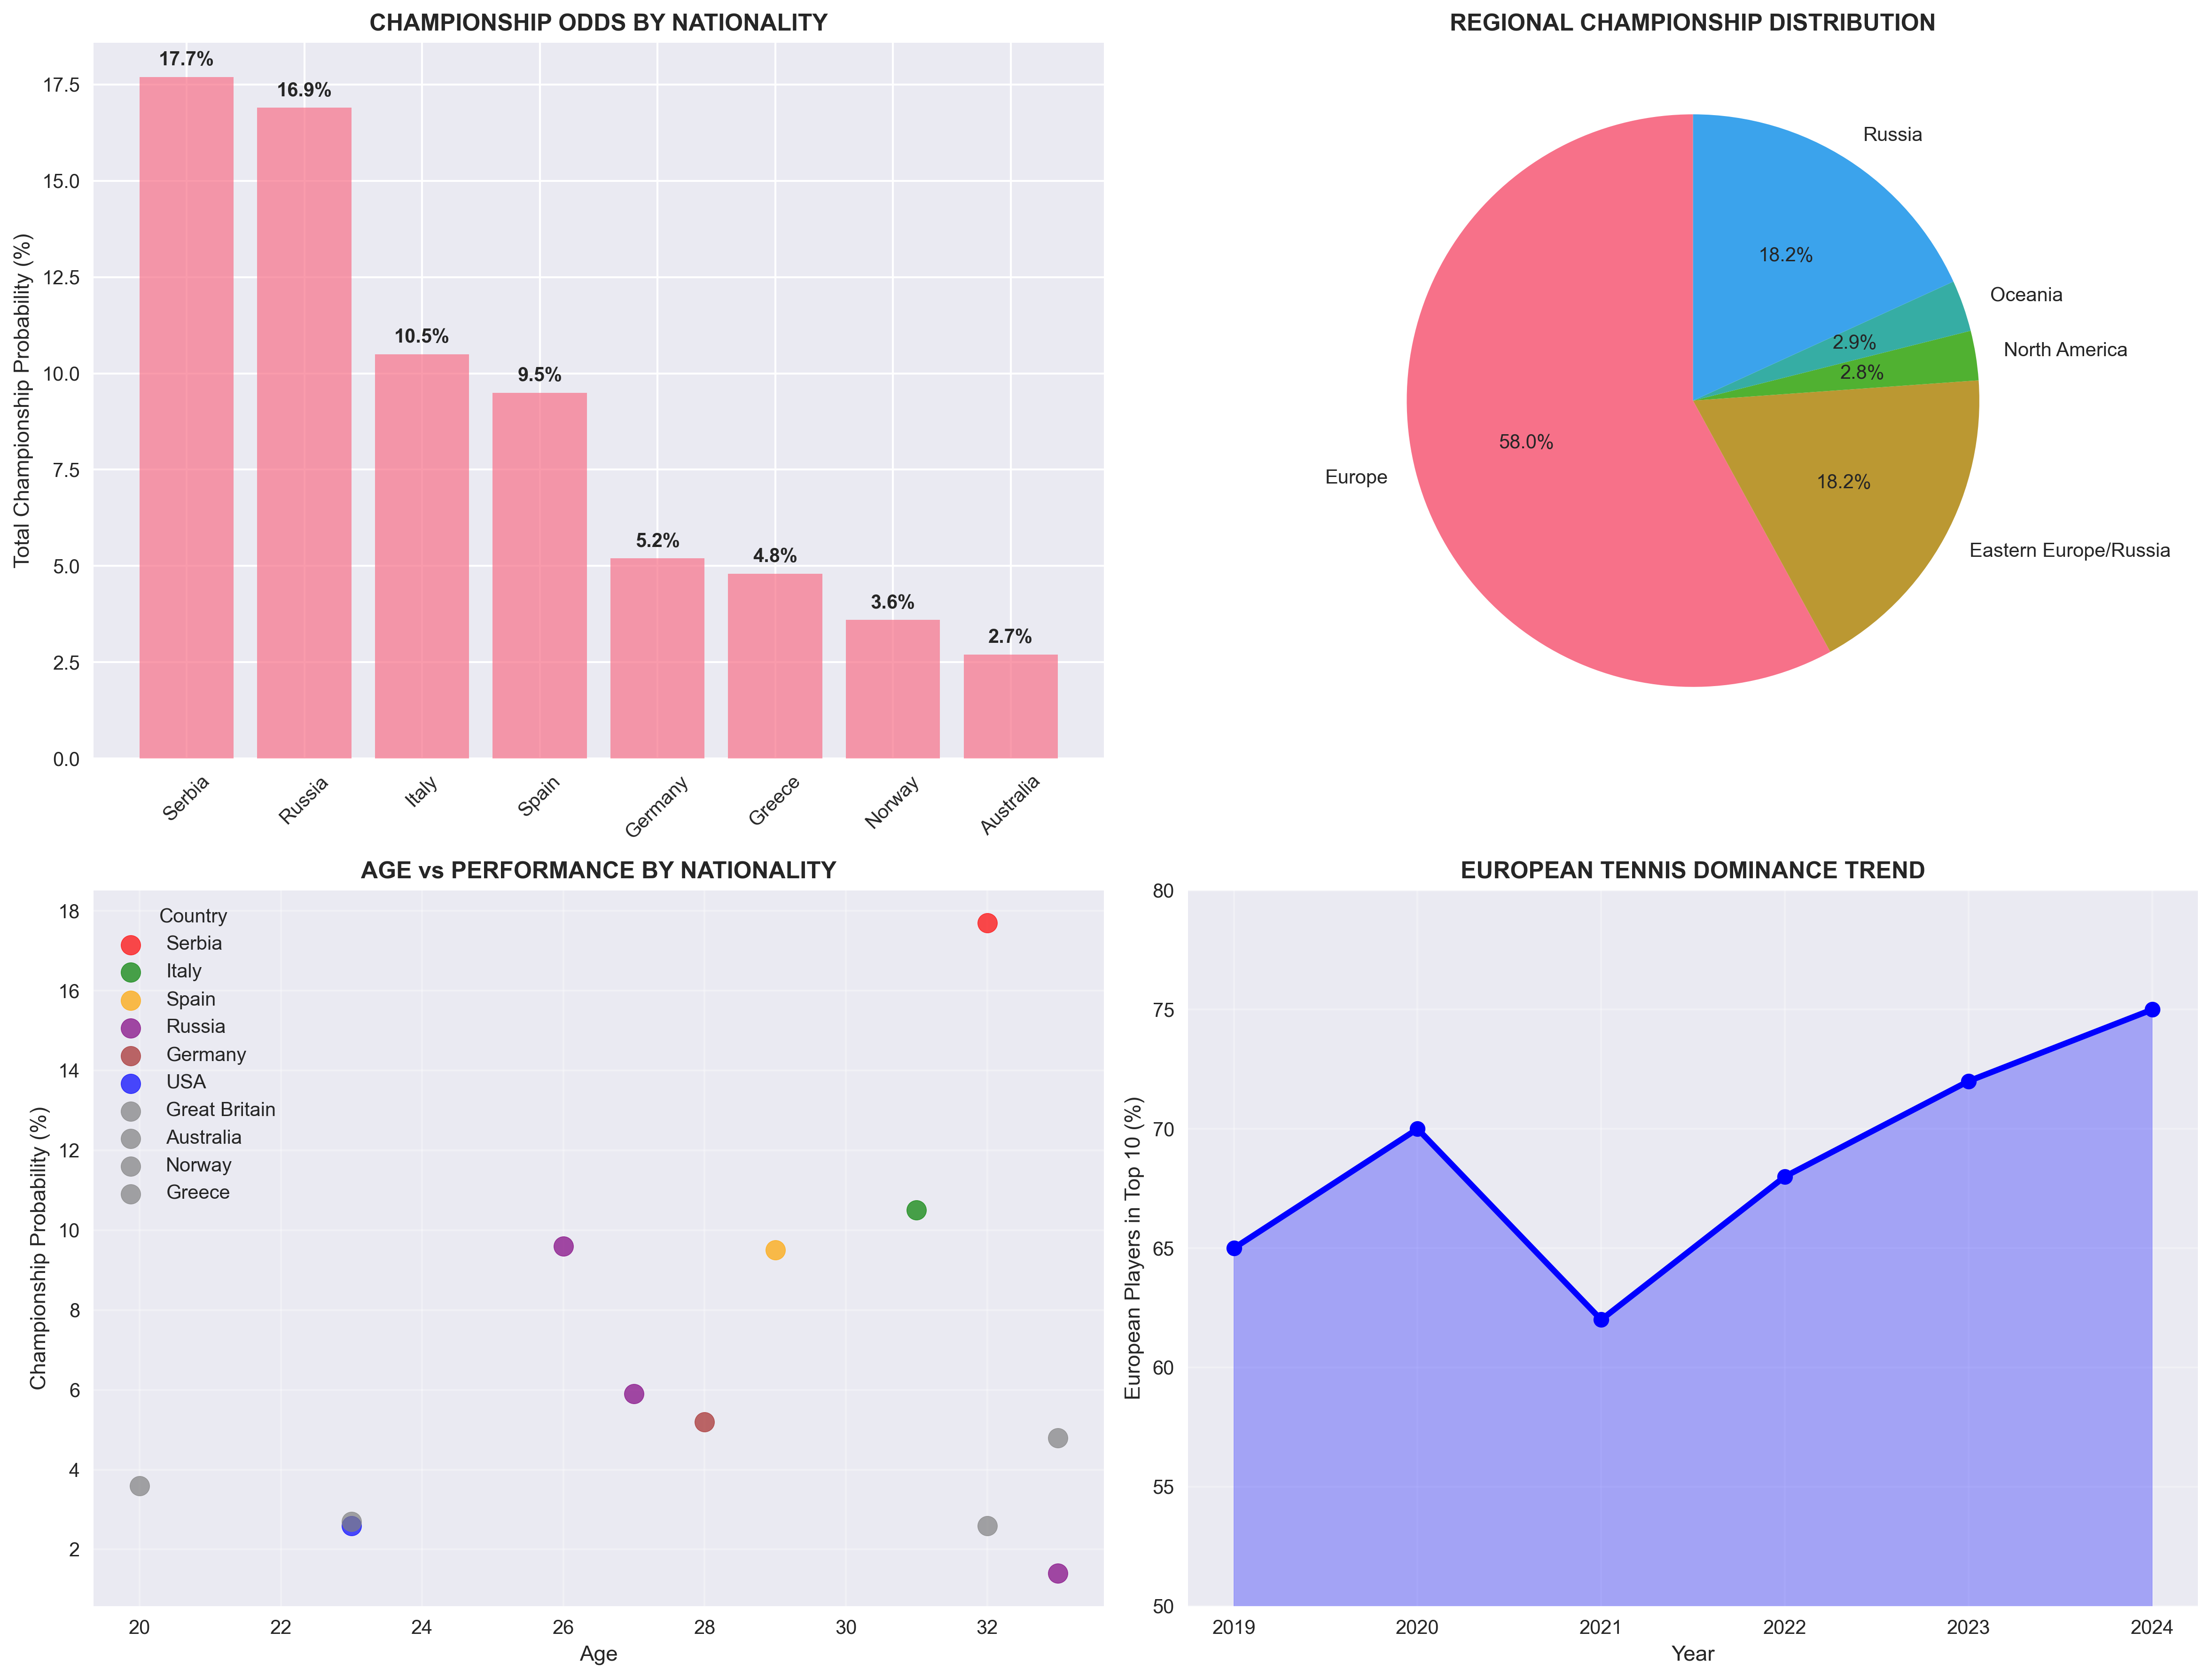 CHAMPIONSHIP ODDS BY NATIONALITY
Total Championship Probability (%)
17.5
15.0
12.5
10.0
7.5
5.0
2.5
0.0
17.7%
16.9%
10.5%
9.5%
5.2%
4.8%
3.6%
2.7%
Serbia
Russia
Italy
Spain
Germany
Greece
Norway
Australia
REGIONAL CHAMPIONSHIP DISTRIBUTION
Russia
18.2%
Oceania
2.9%
North America
2.8%
58.0%
Europe
18.2%
Eastern Europe/Russia
AGE vs PERFORMANCE BY NATIONALITY
Championship Probability (%)
18
16
14
12
10
8
6
4
2
Country
Serbia
Italy
Spain
Russia
Germany
USA
Great Britain
Australia
Norway
Greece
20 22 24 26 28 30 32
Age
EUROPEAN TENNIS DOMINANCE TREND
European Players in Top 10 (%)
80
75
70
65
60
55
50
2019 2020 2021 2022 2023 2024
Year